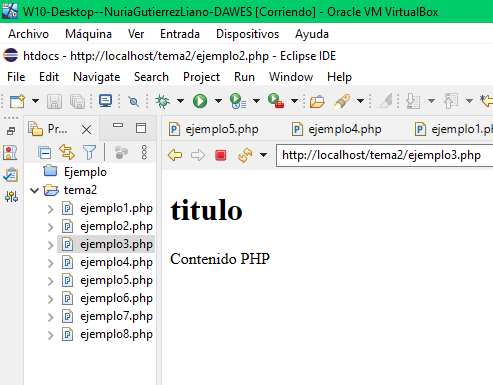 W10-Desktop--NuriaGutierrezLiano-DAWES [Corriendo] - Oracle VM VirtualBox
Archivo Máquina Ver Entrada Dispositivos Ayuda
htdocs - http://localhost/tema2/ejemplo2.php - Eclipse IDE
File Edit Navigate Search Project Run Window Help
P... ejemplo5.php ejemplo4.php ejemplo1.ph
http://localhost/tema2/ejemplo3.php
Ejemplo
tema2
ejemplo1.php
ejemplo2.php
ejemplo3.php
ejemplo4.php
ejemplo5.php
ejemplo6.php
ejemplo7.php
ejemplo8.php
titulo
Contenido PHP